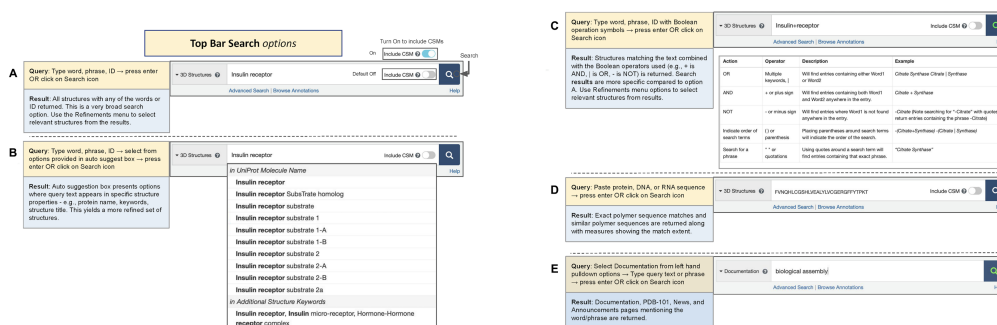 Top Bar Search options
Turn On to include CSMs
On Include CSM
Search
A
Query: Type word, phrase, ID → press enter
OR click on Search icon
3D Structures
Insulin receptor
Default Off
Include CSM
Advanced Search | Browse Annotations
Help
Result: All structures with any of the words or
ID returned. This is a very broad search
option. Use the Refinements menu to select
relevant structures from the results.
B
Query: Type word, phrase, ID → select from
options provided in auto suggest box → press
enter OR click on Search icon
3D Structures
Insulin receptor
Include CSM
Help
Result: Auto suggestion box presents options
where query text appears in specific structure
properties - e.g., protein name, keywords,
structure title. This yields a more refined set of
structures.
in UniProt Molecule Name
Insulin receptor
Insulin receptor SubsTrate homolog
Insulin receptor substrate
Insulin receptor substrate 1
Insulin receptor substrate 1-A
Insulin receptor substrate 1-B
Insulin receptor substrate 2
Insulin receptor substrate 2-A
Insulin receptor substrate 2-B
Insulin receptor substrate 2a
in Additional Structure Keywords
Insulin receptor, Insulin micro-receptor, Hormone-Hormone
receptor complex
C
Query: Type word, phrase, ID with Boolean
operation symbols → press enter OR click on
Search icon
3D Structures
Insulin+receptor
Include CSM
Advanced Search | Browse Annotations
Result: Structures matching the text combined
with the Boolean operators used (e.g., + is
AND, | is OR, - is NOT) is returned. Search
results are more specific compared to option
A. Use Refinements menu options to select
relevant structures from results.
Action Operator Description Example
OR Multiple keywords, | Will find entries containing either Word1 or Word2 Citrate Synthase Citrate | Synthase
AND + or plus sign Will find entries containing both Word1 and Word2 anywhere in the entry. Citrate + Synthase
NOT - or minus sign Will find entries where Word1 is not found anywhere in the entry. -Citrate (Note searching for "-Citrate" with quotes return entries containing the phrase -Citrate)
Indicate order of search terms () or parenthesis Placing parentheses around search terms will indicate the order of the search. -(Citrate+Synthase) -(Citrate | Synthase)
Search for a phrase " " or quotations Using quotes around a search term will find entries containing that exact phrase. "Citrate Synthase"
D
Query: Paste protein, DNA, or RNA sequence
→ press enter OR click on Search icon
3D Structures
FVNQHLCGSHLVEALYLVCGERGFFYTPKT
Include CSM
Advanced Search | Browse Annotations
Result: Exact polymer sequence matches and
similar polymer sequences are returned along
with measures showing the match extent.
E
Query: Select Documentation from left hand
pulldown options → Type query text or phrase
→ press enter OR click on Search icon
Documentation
biological assembly
Advanced Search | Browse Annotations
Result: Documentation, PDB-101, News, and
Announcements pages mentioning the
word/phrase are returned.